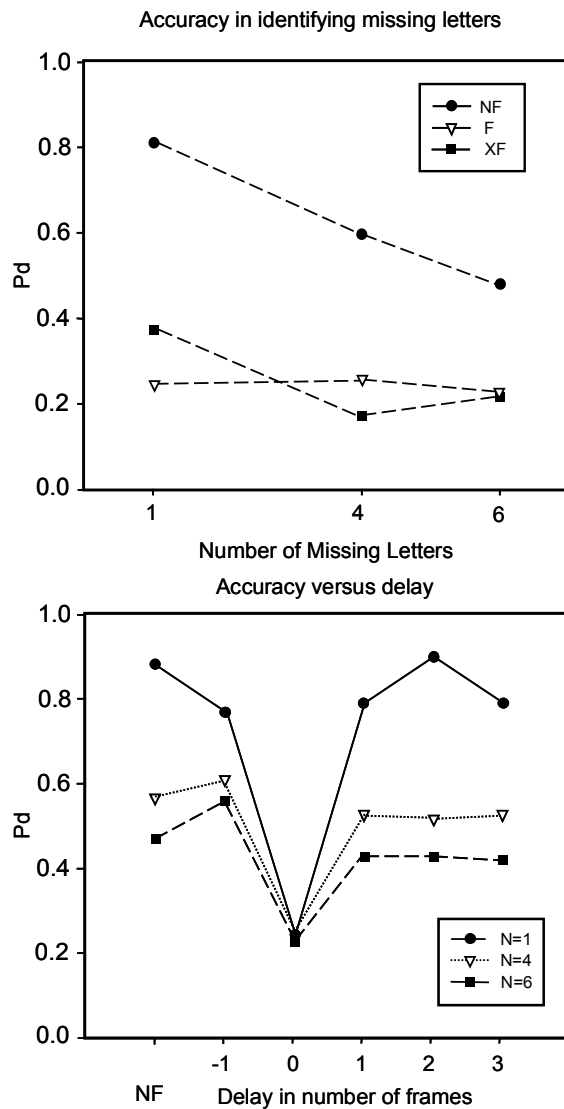 Accuracy in identifying missing letters
1.0
NF
F
XF
0.8
0.6
Pd
0.4
0.2
0.0
1 4 6
Number of Missing Letters
Accuracy versus delay
1.0
0.8
0.6
Pd
0.4
0.2
N=1
N=4
N=6
0.0
-1 0 1 2 3
NF Delay in number of frames